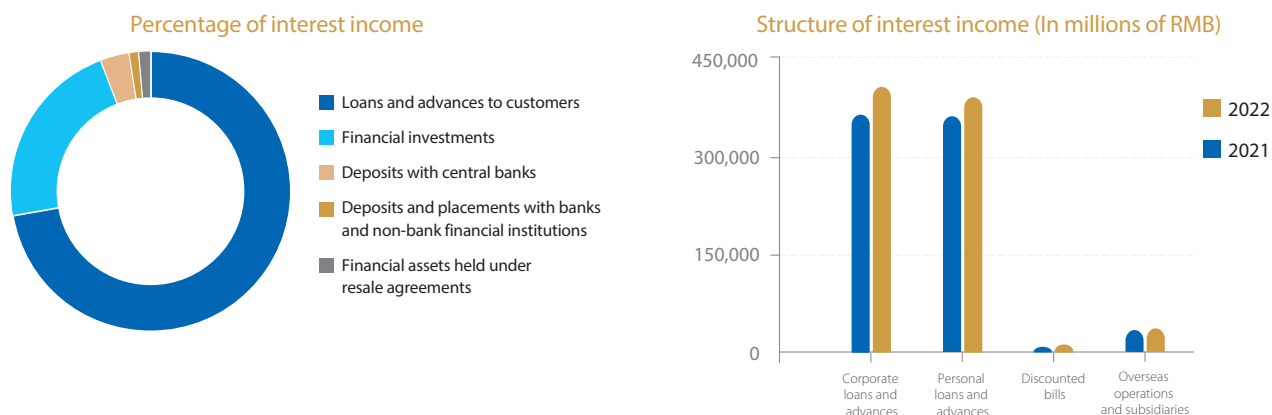 Percentage of interest income
Loans and advances to customers
Financial investments
Deposits with central banks
Deposits and placements with banks
and non-bank financial institutions
Financial assets held under
resale agreements
Structure of interest income (In millions of RMB)
450,000
300,000
150,000
0
2022
2021
Corporate
loans and
advances
Personal
loans and
advances
Discounted
bills
Overseas
operations
and subsidiaries